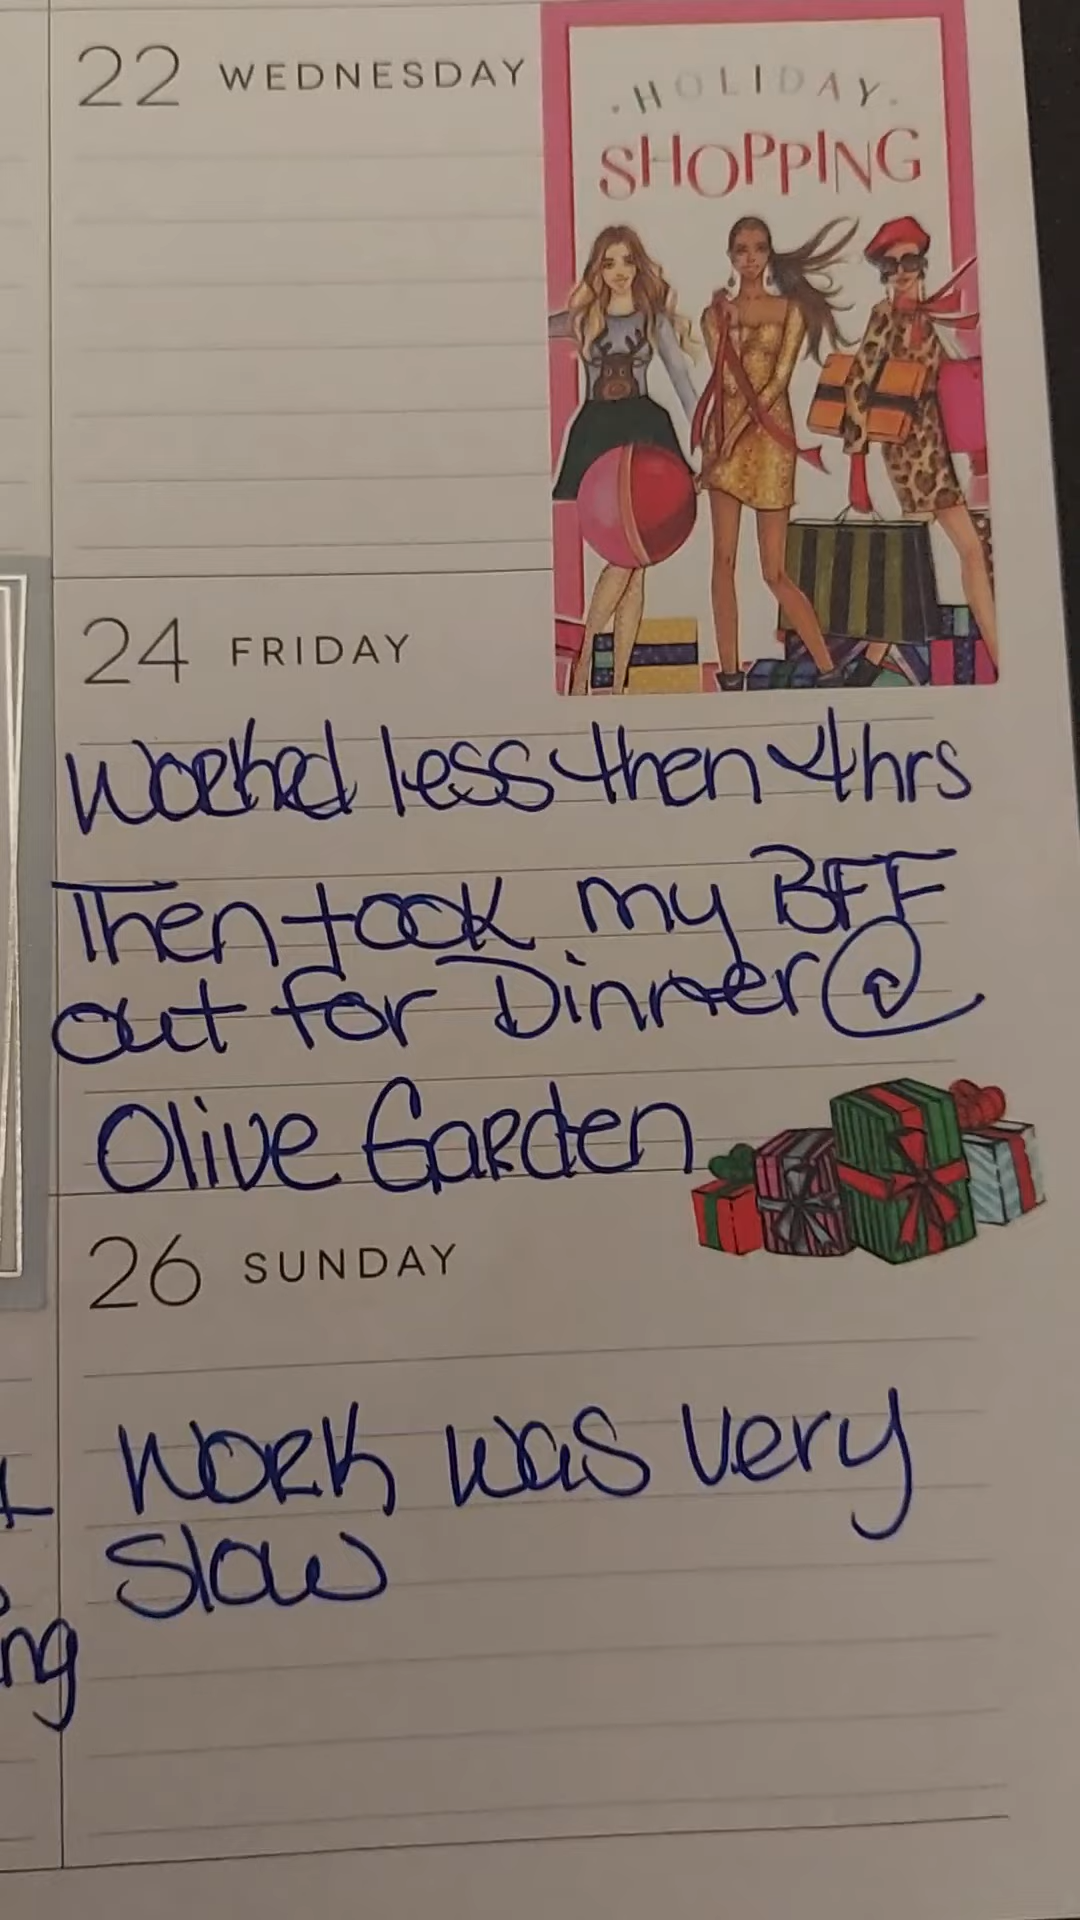 22 WEDNESDAY
·HOLIDAY·
SHOPPING
24 FRIDAY
Worked less then 4hrs
Then took my BFF
out for Dinner @
Olive Garden
26 SUNDAY
Work was very
Slow
ng